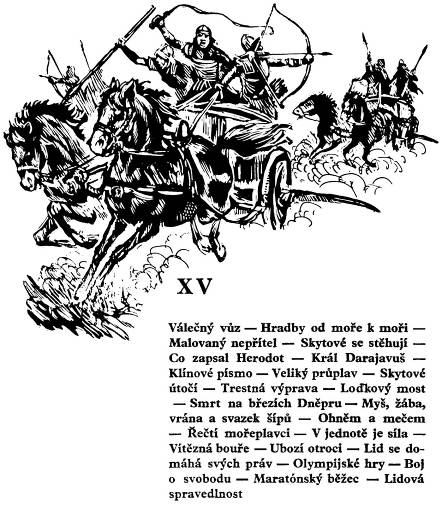 XV
Válečný vůz — Hradby od moře k moři —
Malovaný nepřítel — Skytové se stěhují —
Co zapsal Herodot — Král Darajavuš —
Klínové písmo — Veliký průplav — Skytové
útočí — Trestná výprava — Loďkový most
— Smrt na březích Dněpru — Myš, žába,
vrána a svazek šípů — Ohněm a mečem
— Řečtí mořeplavci — V jednotě je síla —
Vítězná bouře — Ubozí otroci — Lid se do-
máhá svých práv — Olympijské hry — Boj
o svobodu — Maratónský běžec — Lidová
spravedlnost